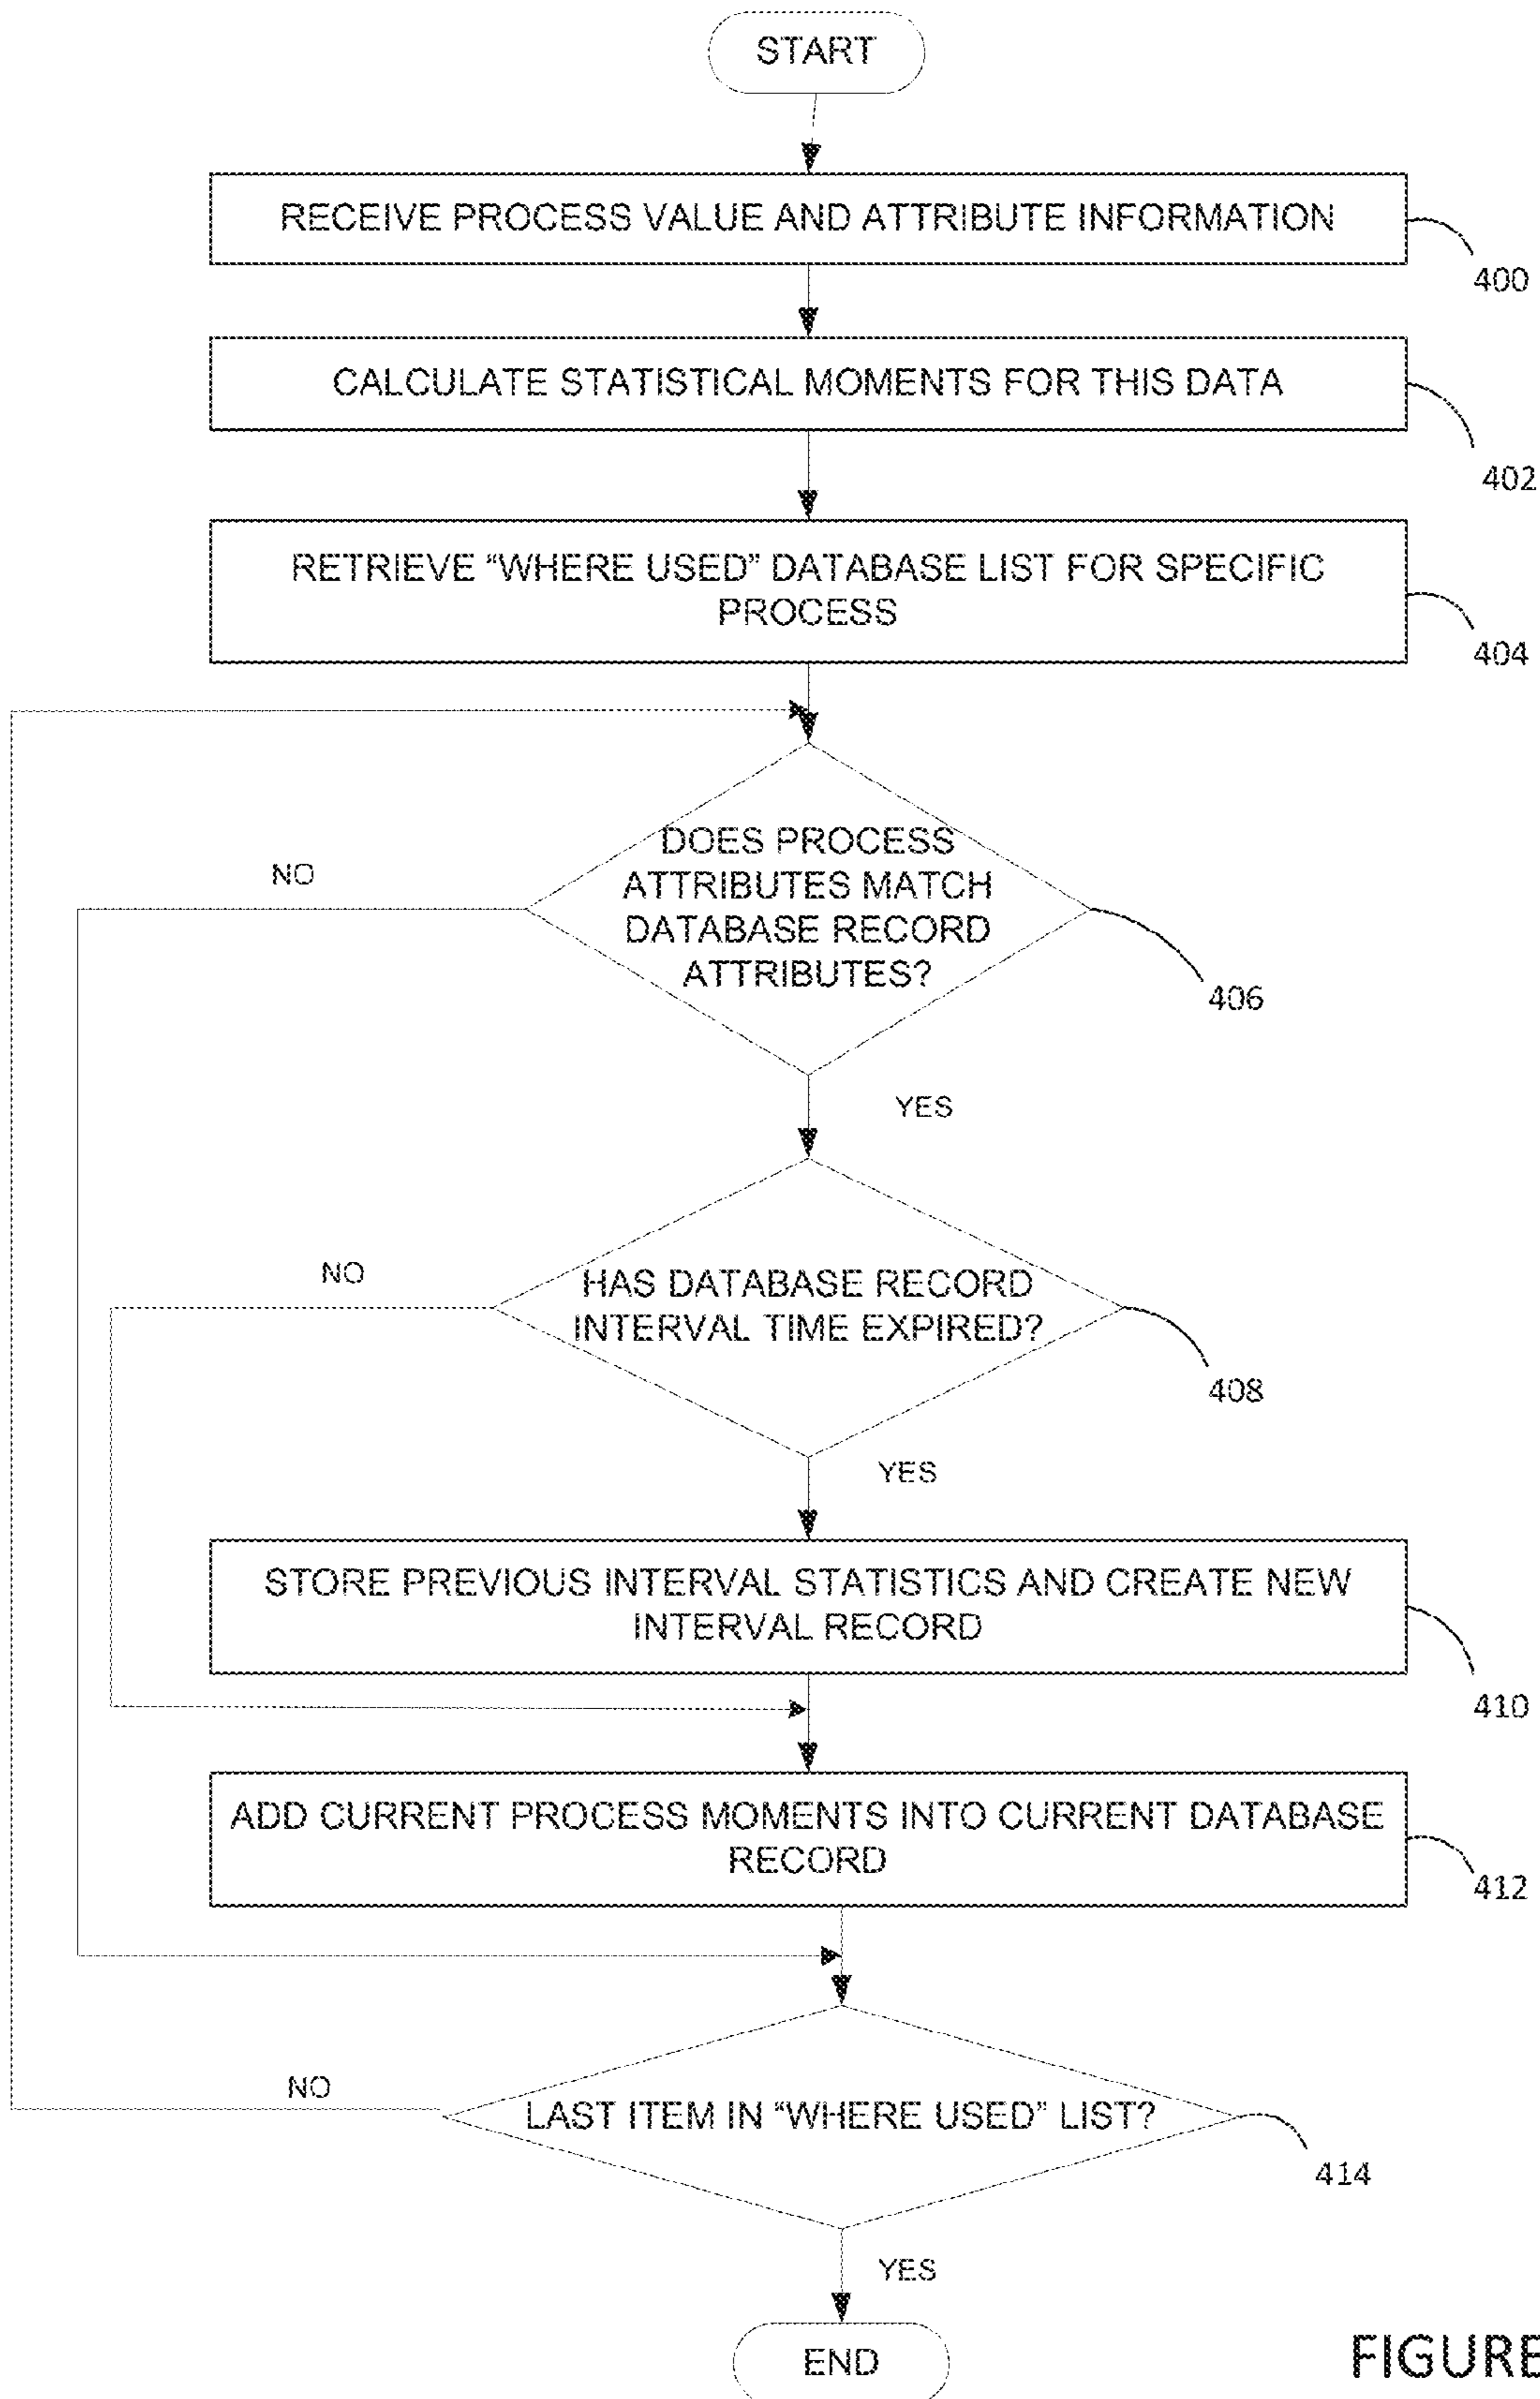 START
RECEIVE PROCESS VALUE AND ATTRIBUTE INFORMATION
400
CALCULATE STATISTICAL MOMENTS FOR THIS DATA
402
RETRIEVE “WHERE USED” DATABASE LIST FOR SPECIFIC
PROCESS
404
DOES PROCESS
ATTRIBUTES MATCH
DATABASE RECORD
ATTRIBUTES?
NO
406
YES
HAS DATABASE RECORD
INTERVAL TIME EXPIRED?
NO
408
YES
STORE PREVIOUS INTERVAL STATISTICS AND CREATE NEW
INTERVAL RECORD
410
ADD CURRENT PROCESS MOMENTS INTO CURRENT DATABASE
RECORD
412
NO
LAST ITEM IN “WHERE USED” LIST?
414
YES
END
FIGURE